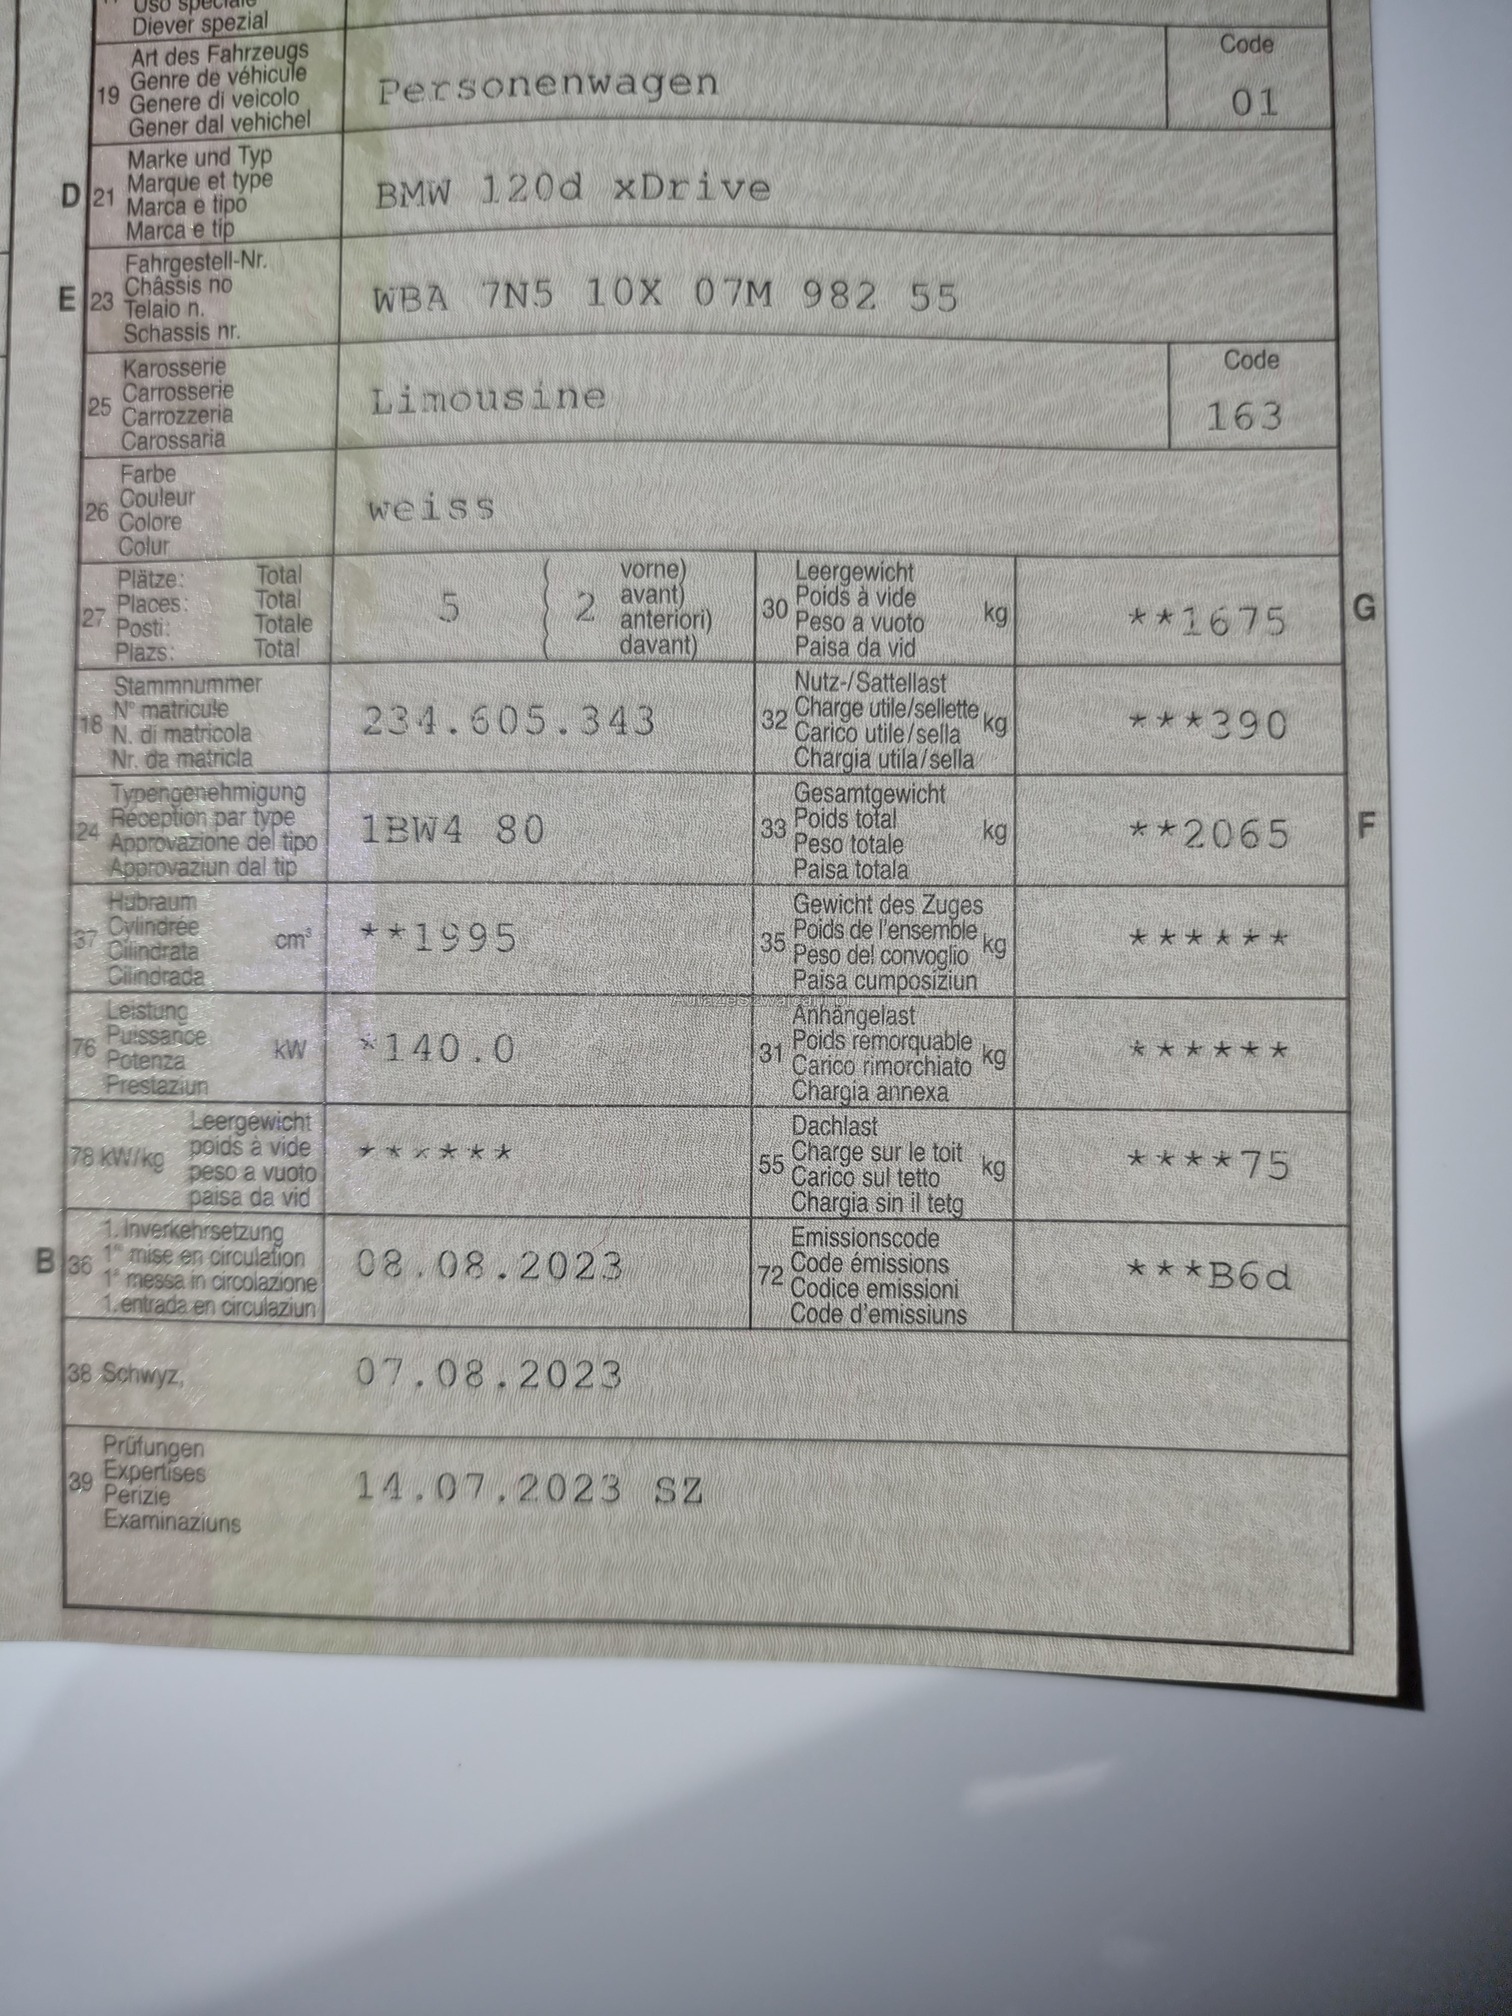 Uso speciale
Diever spezial
19 Art des Fahrzeugs
Genre de véhicule
Genere di veicolo
Gener dal vehichel
Personenwagen
Code
01
D 21 Marke und Typ
Marque et type
Marca e tipo
Marca e tip
BMW 120d xDrive
E 23 Fahrgestell-Nr.
Châssis no
Telaio n.
Schassis nr.
WBA 7N5 10X 07M 982 55
25 Karosserie
Carrosserie
Carrozzeria
Carossaria
Limousine
Code
163
26 Farbe
Couleur
Colore
Colur
weiss
27 Plätze: Total
Places: Total
Posti: Totale
Plazs: Total
5 ( 2 vorne)
avant)
anteriori)
davant)
30 Leergewicht
Poids à vide
Peso a vuoto
Paisa da vid
kg
**1675
G
18 Stammnummer
N° matricule
N. di matricola
Nr. da matricla
234.605.343
32 Nutz-/Sattellast
Charge utile/sellette
Carico utile/sella
Chargia utila/sella
kg
***390
24 Typengenehmigung
Réception par type
Approvazione del tipo
Approvaziun dal tip
1BW4 80
33 Gesamtgewicht
Poids total
Peso totale
Paisa totala
kg
**2065
F
37 Hubraum
Cylindrée
Cilindrata
Cilindrada
cm³
**1995
35 Gewicht des Zuges
Poids de l'ensemble
Peso del convoglio
Paisa cumposiziun
kg
******
76 Leistung
Puissance
Potenza
Prestaziun
kW
*140.0
31 Anhängelast
Poids remorquable
Carico rimorchiato
Chargia annexa
kg
******
78 kW/kg Leergewicht
poids à vide
peso a vuoto
paisa da vid
******
55 Dachlast
Charge sur le toit
Carico sul tetto
Chargia sin il tetg
kg
****75
B 36 1. Inverkehrsetzung
1re mise en circulation
1a messa in circolazione
1. entrada en circulaziun
08.08.2023
72 Emissionscode
Code émissions
Codice emissioni
Code d'emissiuns
***B6d
38 Schwyz,
07.08.2023
39 Prüfungen
Expertises
Perizie
Examinaziuns
14.07.2023 SZ